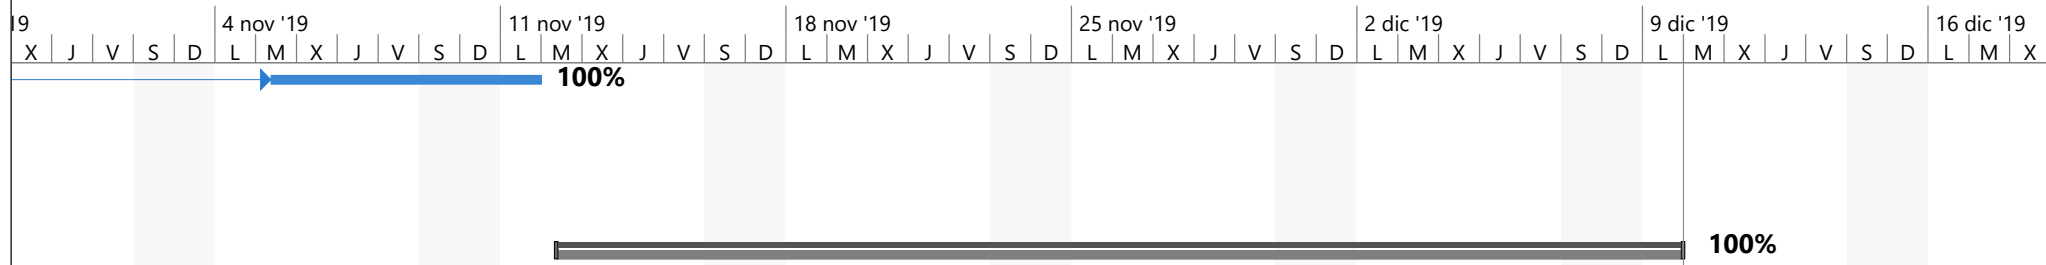 19 4 nov '19 11 nov '19 18 nov '19 25 nov '19 2 dic '19 9 dic '19 16 dic '19
X J V S D L M X J V S D L M X J V S D L M X J V S D L M X J V S D L M X J V S D L M X J V S D L M X
100%
100%